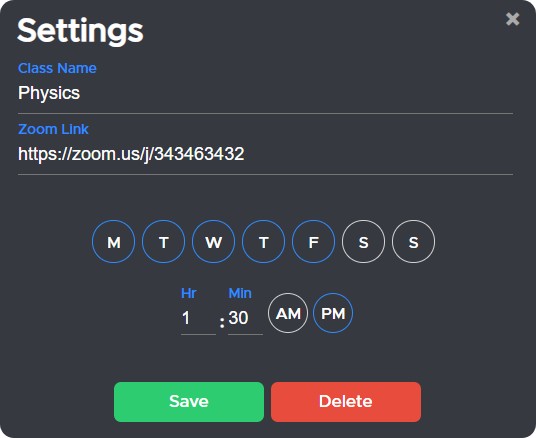 Settings
×
Class Name
Physics
Zoom Link
https://zoom.us/j/343463432
M T W T F S S
Hr Min
1 : 30 AM PM
Save Delete